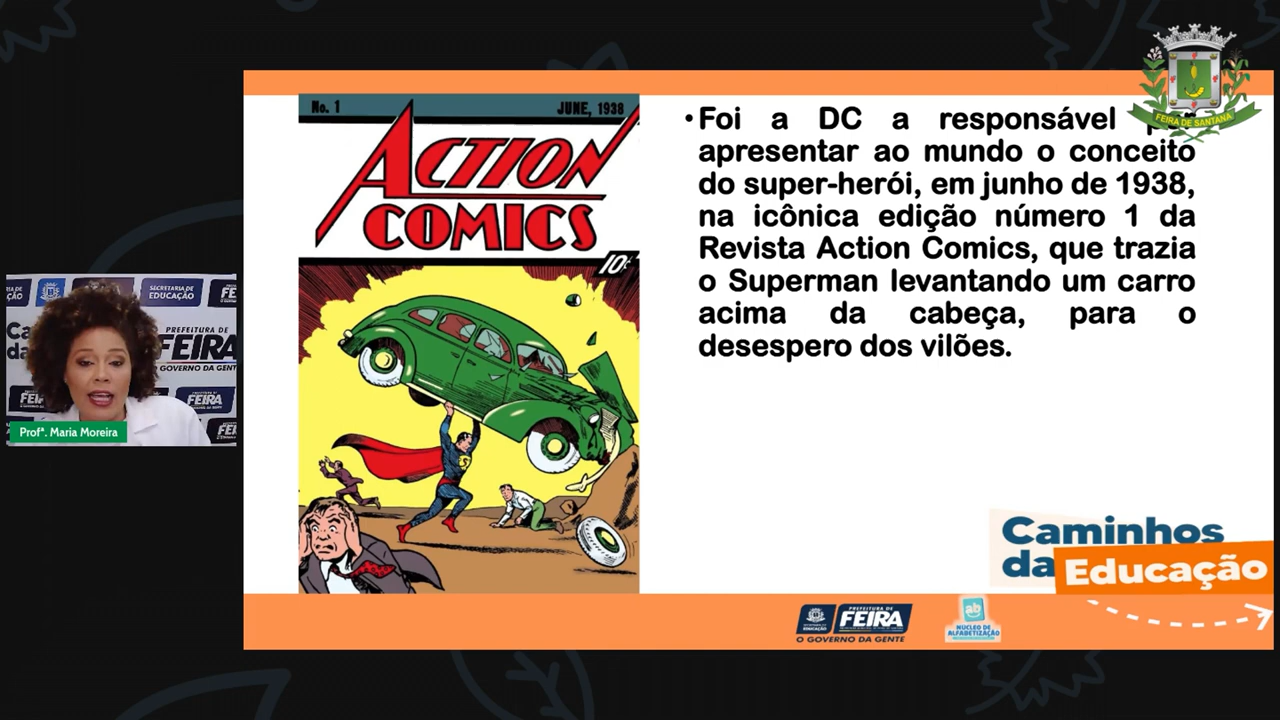 No. 1
JUNE, 1938
ACTION
COMICS
10¢
• Foi a DC a responsável
apresentar ao mundo o conceito
do super-herói, em junho de 1938,
na icônica edição número 1 da
Revista Action Comics, que trazia
o Superman levantando um carro
acima da cabeça, para o
desespero dos vilões.
FEIRA DE SANTANA
SECRETARIA DE
EDUCAÇÃO
PREFEITURA DE
FEIRA
O GOVERNO DA GENTE
FEIRA
Profª. Maria Moreira
Caminhos
da Educação
PREFEITURA DE
FEIRA
O GOVERNO DA GENTE
ab
NÚCLEO DE
ALFABETIZAÇÃO